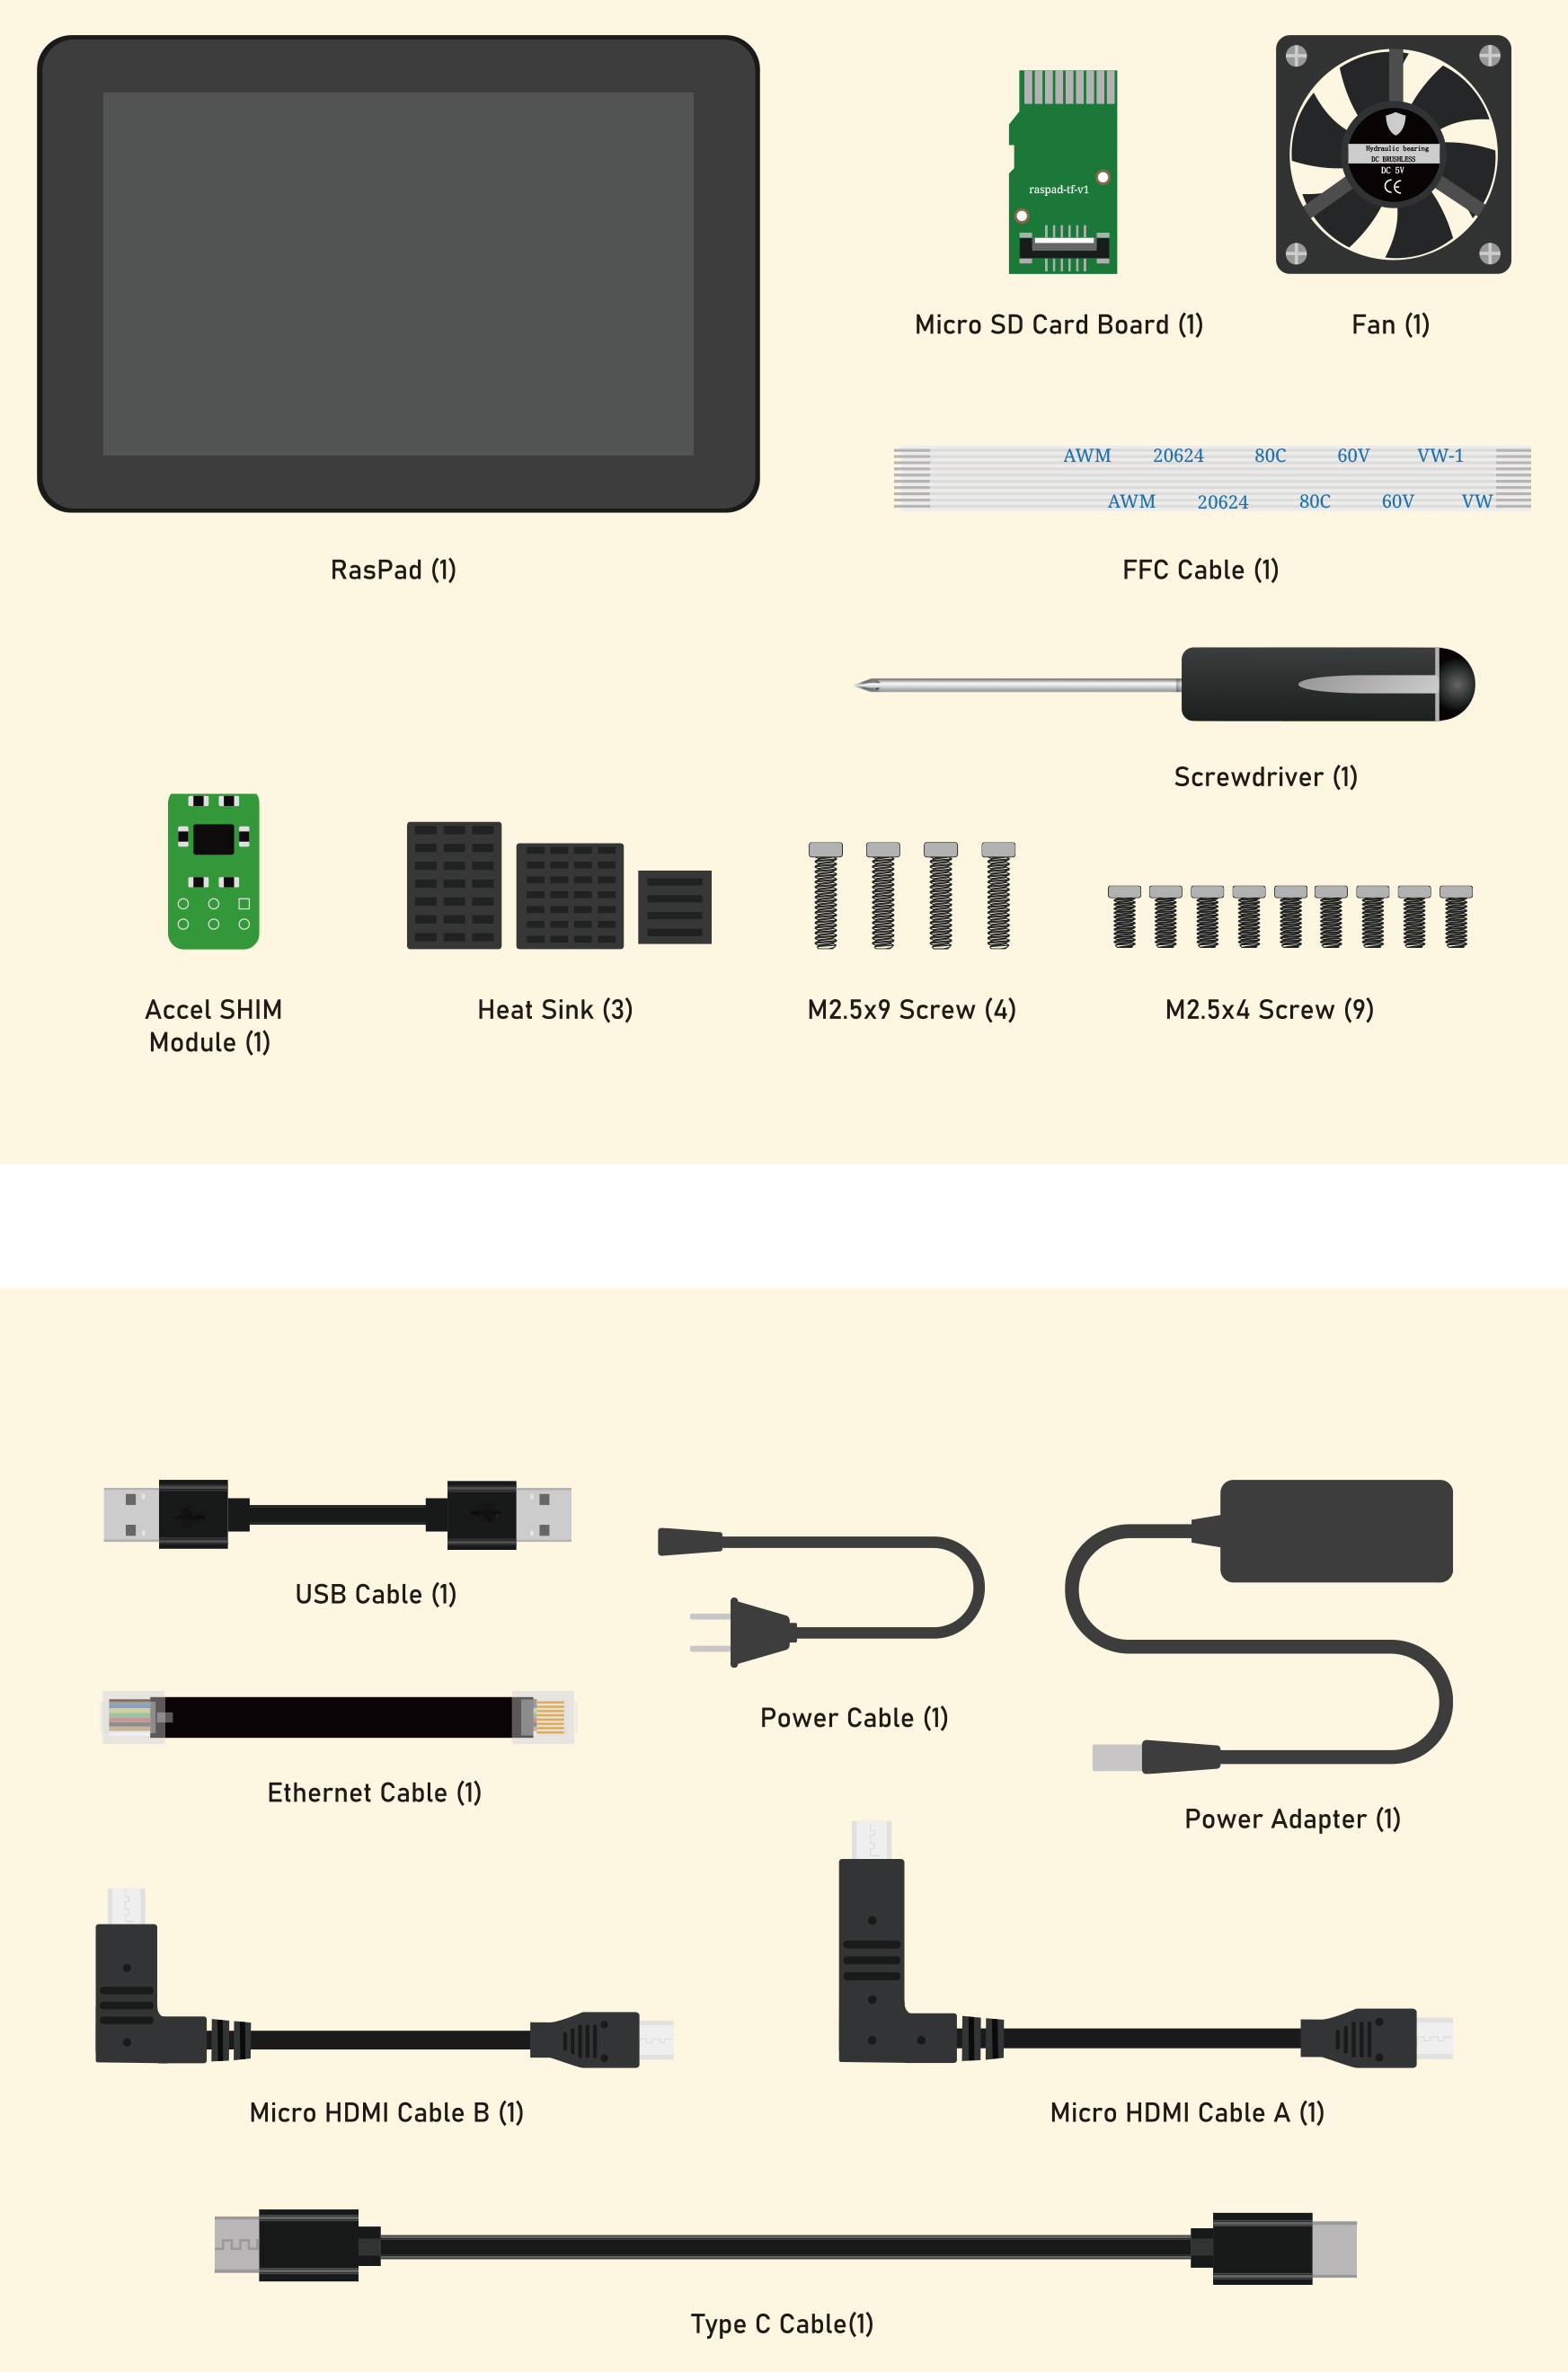 raspad-tf-v1
Hydraulic bearing
DC BRUSHLESS
DC 5V
CE
Micro SD Card Board (1)
Fan (1)
AWM 20624 80C 60V VW-1
AWM 20624 80C 60V VW
RasPad (1)
FFC Cable (1)
Screwdriver (1)
Accel SHIM
Module (1)
Heat Sink (3)
M2.5x9 Screw (4)
M2.5x4 Screw (9)
USB Cable (1)
Power Cable (1)
Ethernet Cable (1)
Power Adapter (1)
Micro HDMI Cable B (1)
Micro HDMI Cable A (1)
Type C Cable(1)